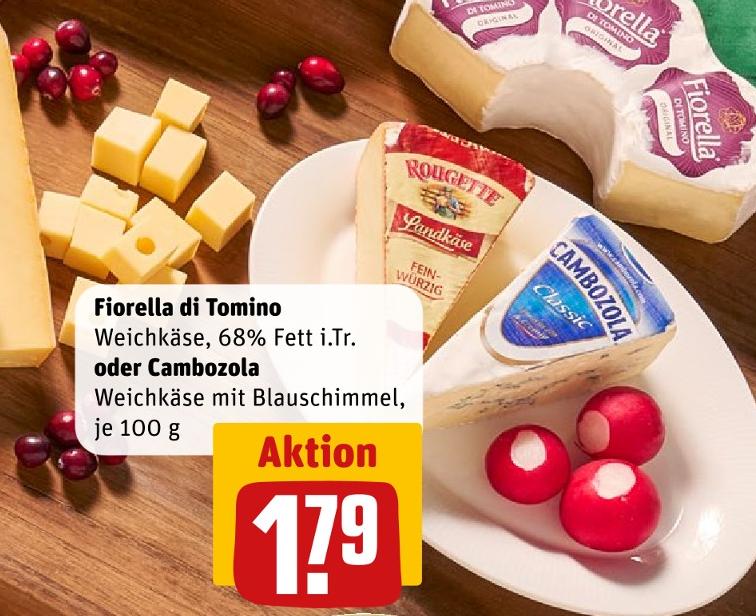 DI TOMINO
ORIGINAL
Fiorella
DI TOMINO
ORIGINAL
Fiorella
DI TOMINO
ORIGINAL
ROUGETTE
Landkäse
FEIN-
WÜRZIG
CAMBOZOLA
Classic
Fiorella di Tomino
Weichkäse, 68% Fett i.Tr.
oder Cambozola
Weichkäse mit Blauschimmel,
je 100 g
Aktion
1.79